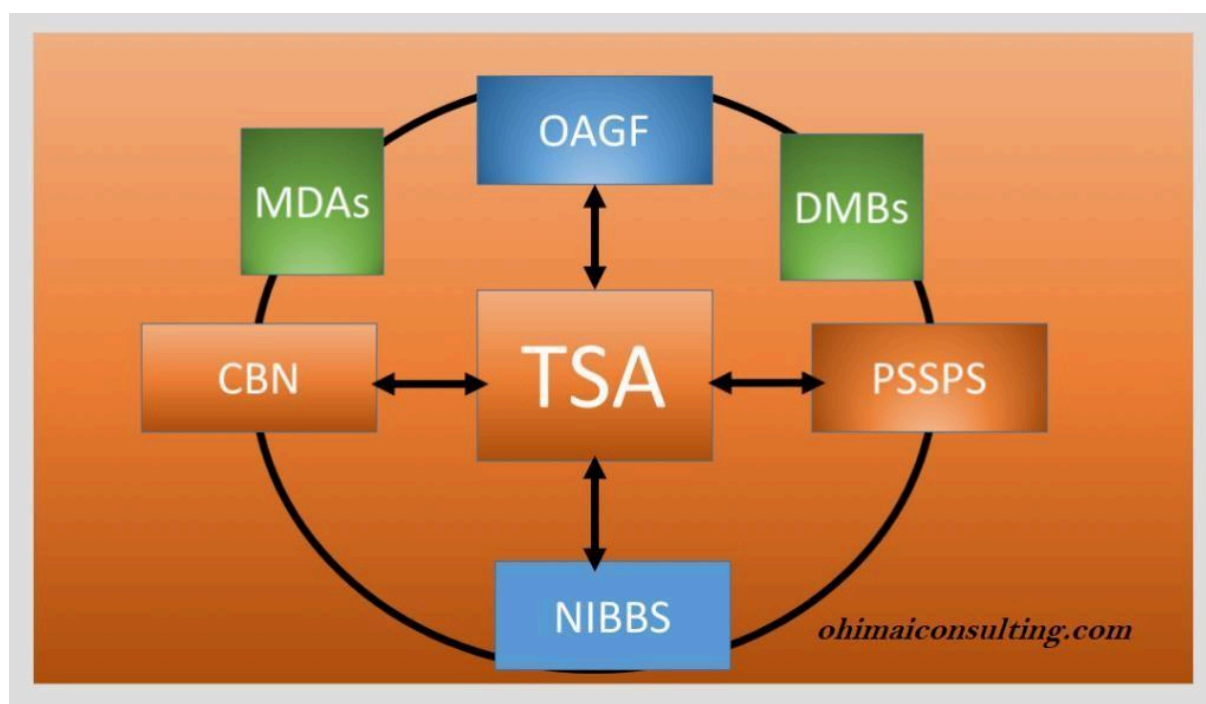 OAGF
MDAs
DMBs
TSA
CBN
PSSPS
NIBBS
ohimaiconsulting.com